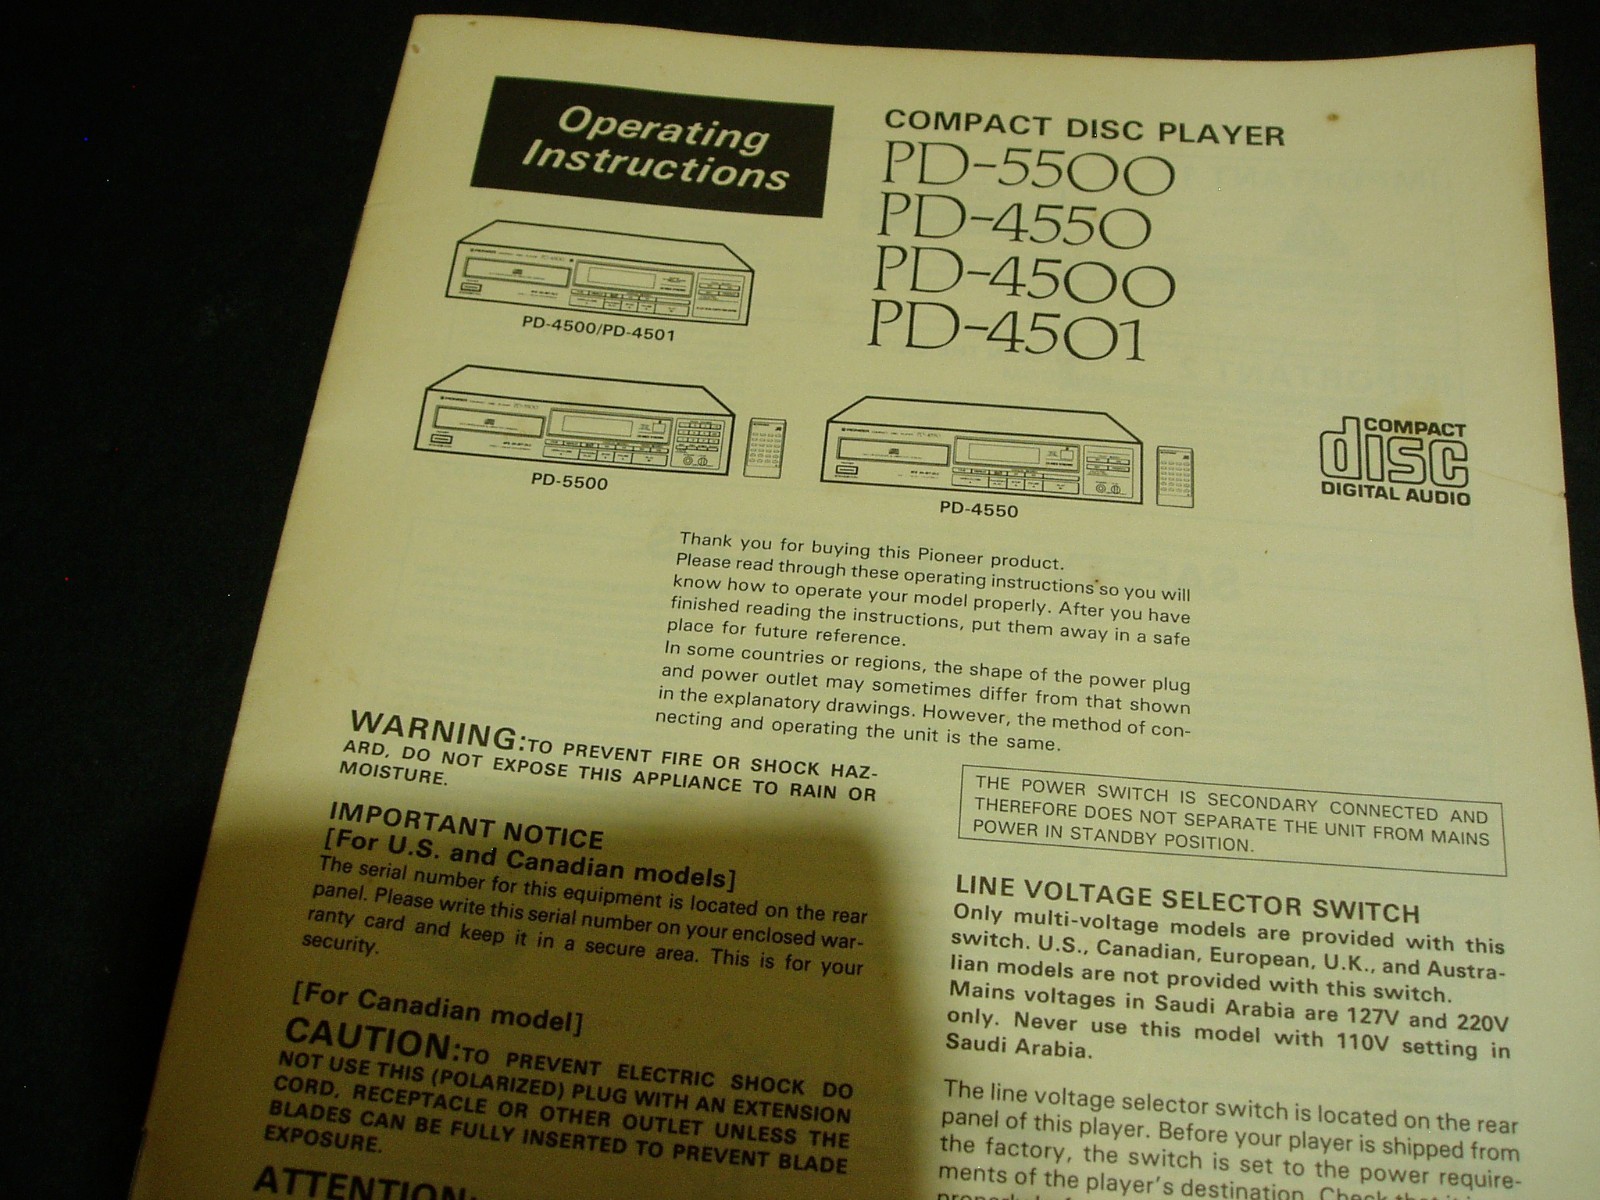 Operating
Instructions
COMPACT DISC PLAYER
PD-5500
PD-4550
PD-4500
PD-4501
PD-4500/PD-4501
PD-5500
PD-4550
COMPACT
disc
DIGITAL AUDIO
Thank you for buying this Pioneer product.
Please read through these operating instructions so you will
know how to operate your model properly. After you have
finished reading the instructions, put them away in a safe
place for future reference.
In some countries or regions, the shape of the power plug
and power outlet may sometimes differ from that shown
in the explanatory drawings. However, the method of con-
necting and operating the unit is the same.
WARNING: TO PREVENT FIRE OR SHOCK HAZ-
ARD, DO NOT EXPOSE THIS APPLIANCE TO RAIN OR
MOISTURE.
IMPORTANT NOTICE
[For U.S. and Canadian models]
The serial number for this equipment is located on the rear
panel. Please write this serial number on your enclosed war-
ranty card and keep it in a secure area. This is for your
security.
[For Canadian model]
CAUTION: TO PREVENT ELECTRIC SHOCK DO
NOT USE THIS (POLARIZED) PLUG WITH AN EXTENSION
CORD, RECEPTACLE OR OTHER OUTLET UNLESS THE
BLADES CAN BE FULLY INSERTED TO PREVENT BLADE
EXPOSURE.
ATTENTION:
THE POWER SWITCH IS SECONDARY CONNECTED AND
THEREFORE DOES NOT SEPARATE THE UNIT FROM MAINS
POWER IN STANDBY POSITION.
LINE VOLTAGE SELECTOR SWITCH
Only multi-voltage models are provided with this
switch. U.S., Canadian, European, U.K., and Austra-
lian models are not provided with this switch.
Mains voltages in Saudi Arabia are 127V and 220V
only. Never use this model with 110V setting in
Saudi Arabia.
The line voltage selector switch is located on the rear
panel of this player. Before your player is shipped from
the factory, the switch is set to the power require-
ments of the player's destination. Check that it